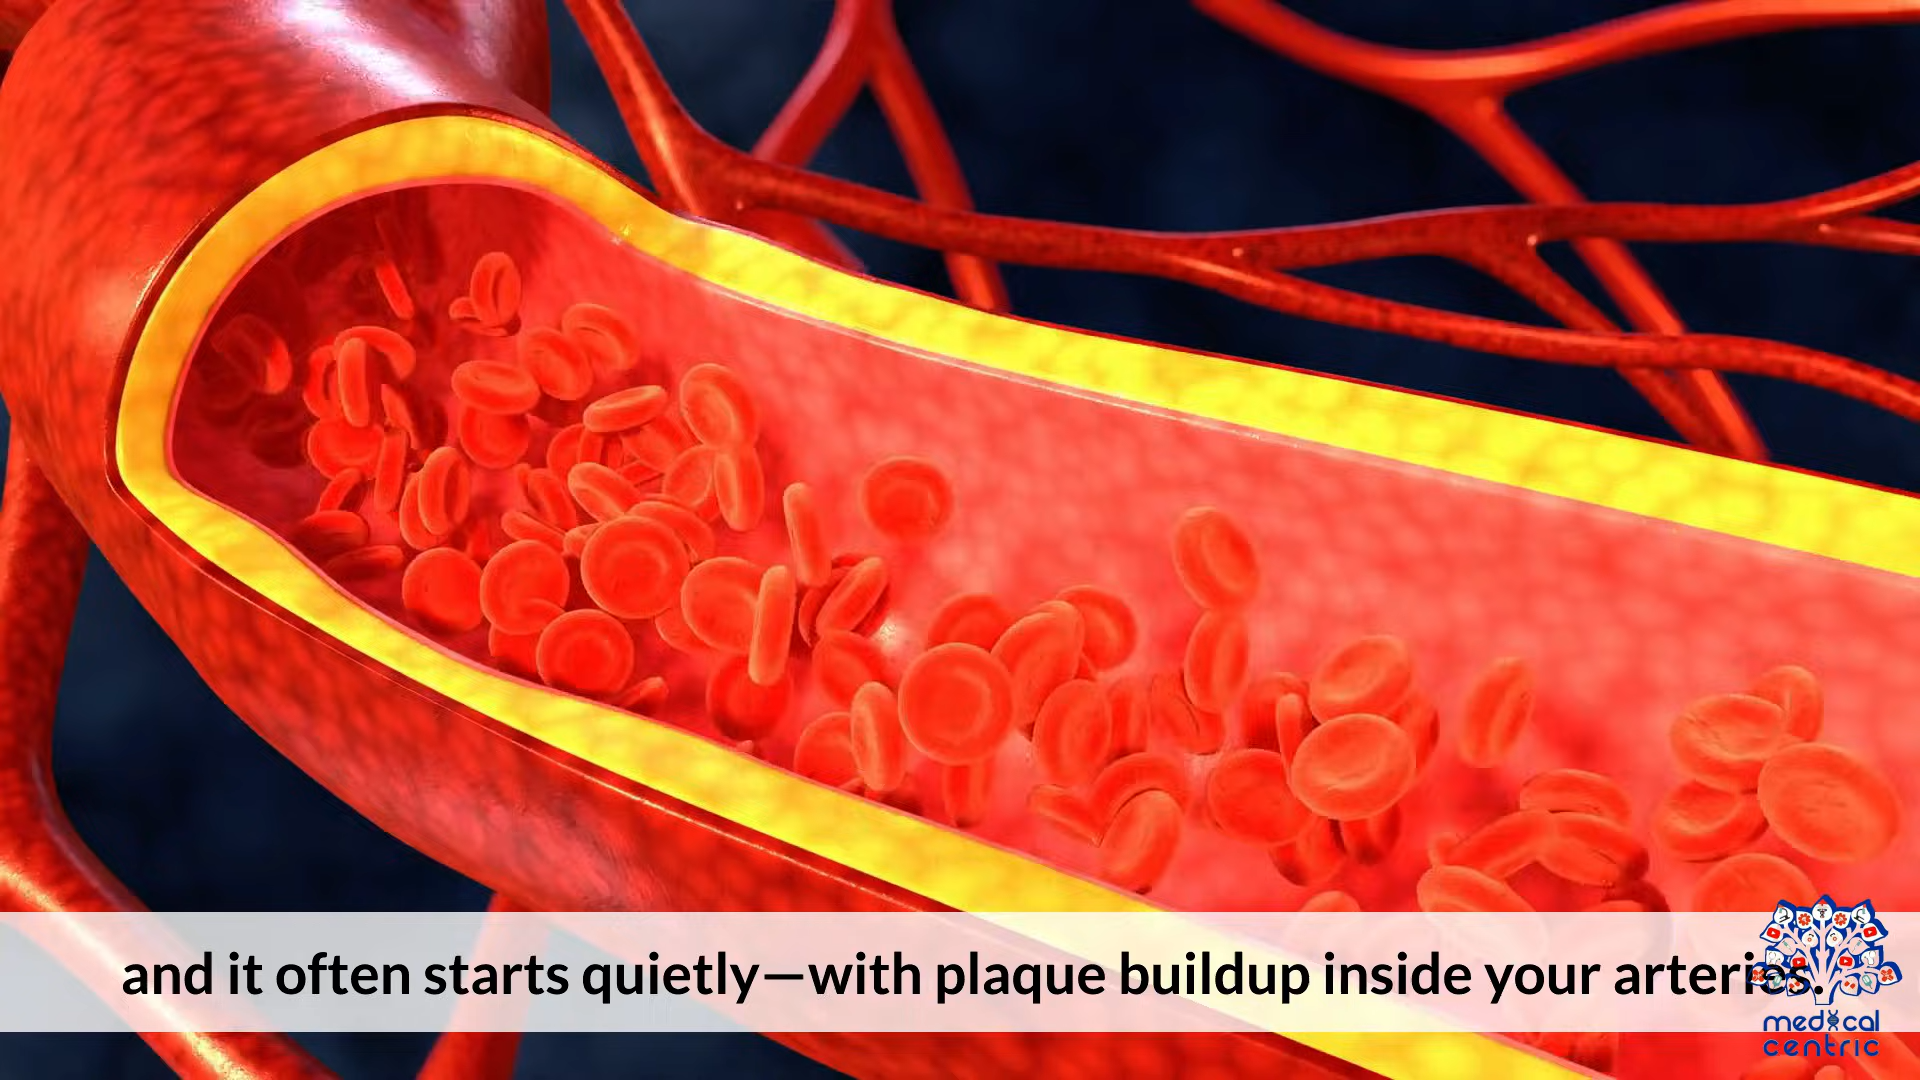 and it often starts quietly—with plaque buildup inside your arteries.
medical
centric